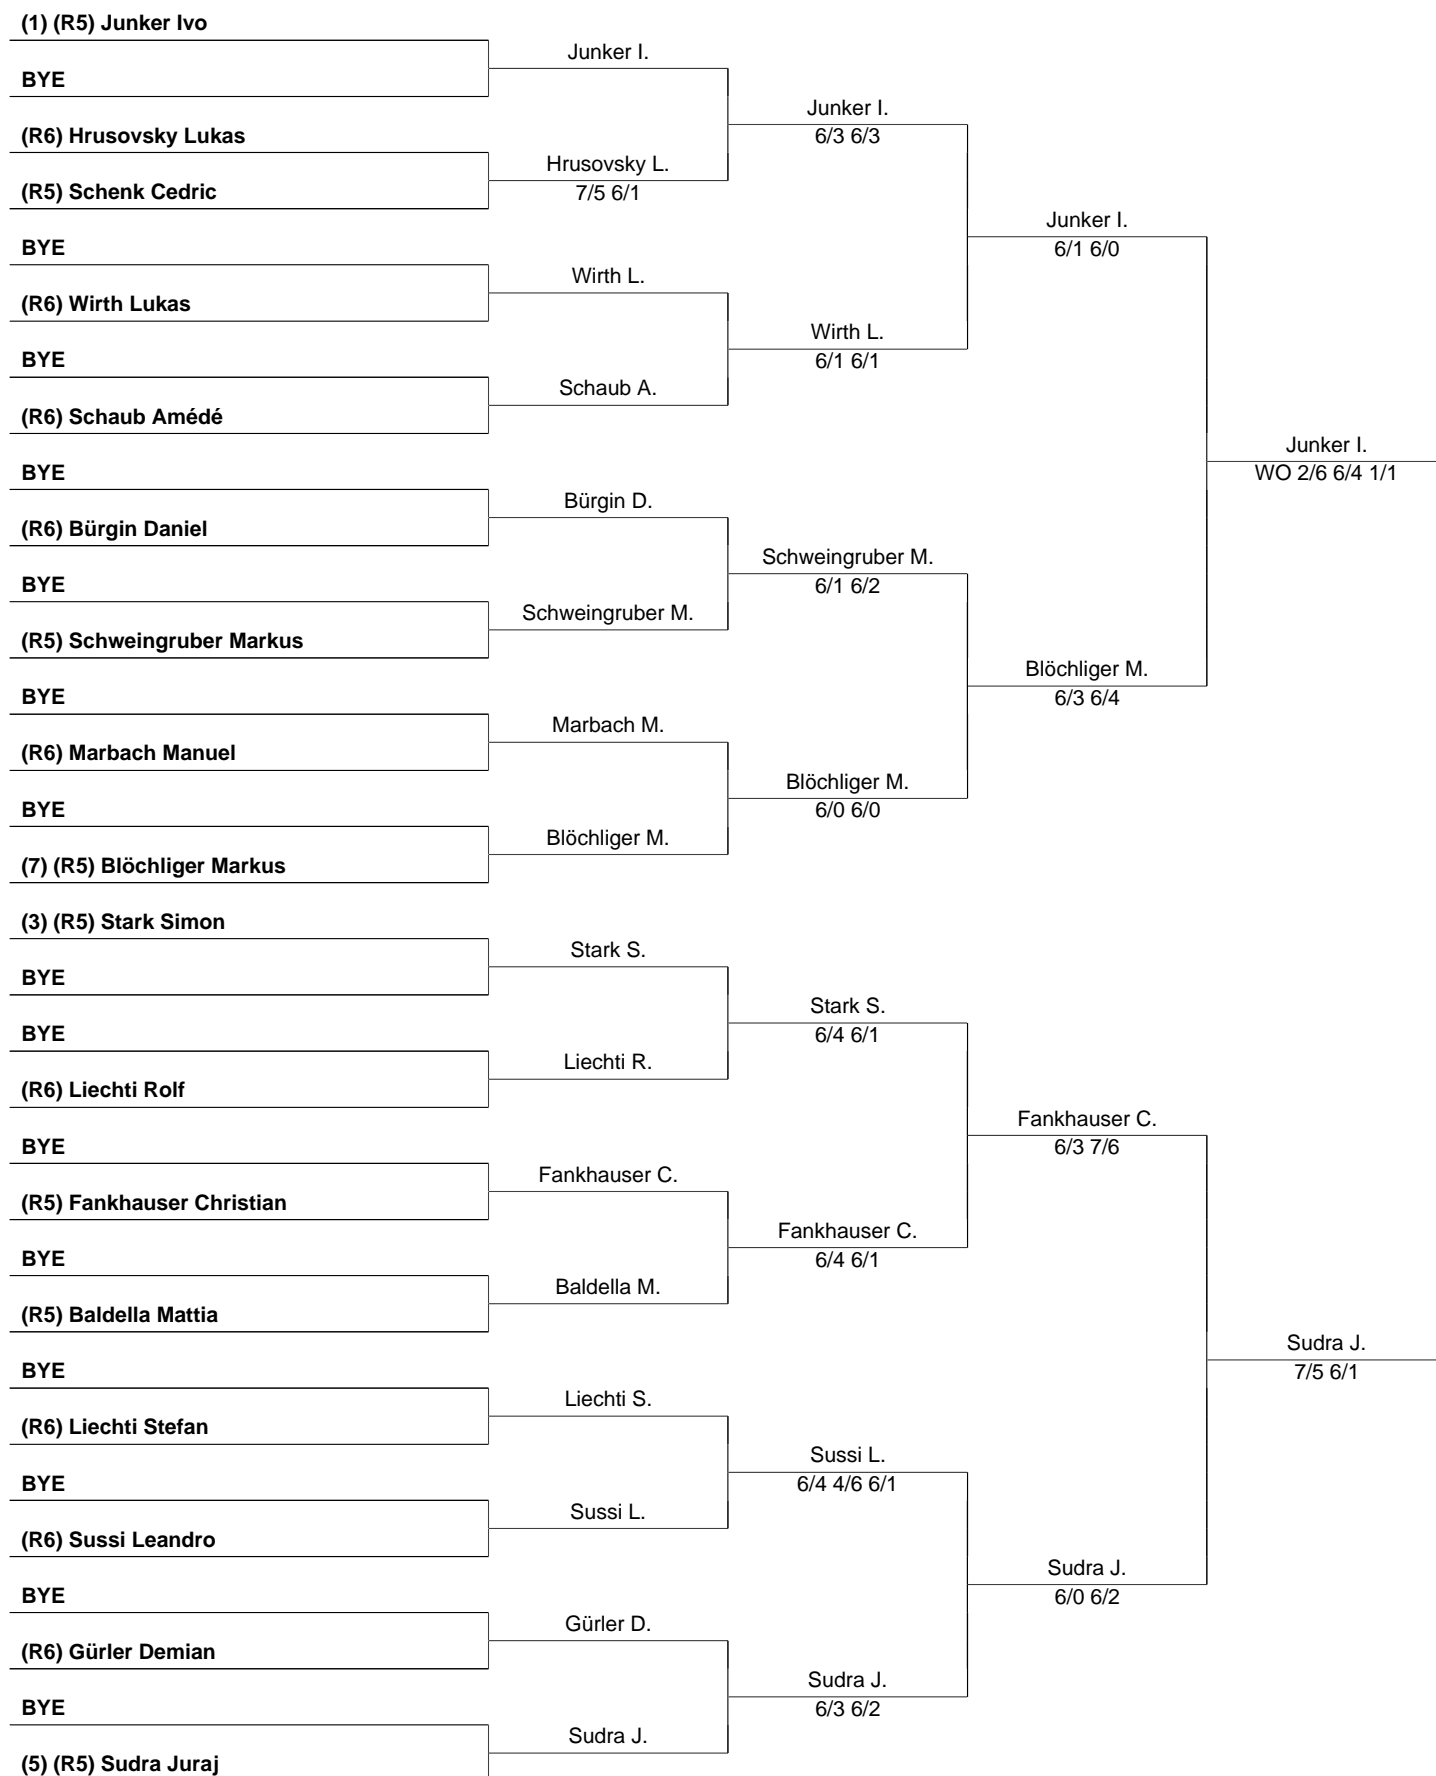 (1) (R5) Junker Ivo
BYE
(R6) Hrusovsky Lukas
(R5) Schenk Cedric
BYE
(R6) Wirth Lukas
BYE
(R6) Schaub Amédé
BYE
(R6) Bürgin Daniel
BYE
(R5) Schweingruber Markus
BYE
(R6) Marbach Manuel
BYE
(7) (R5) Blöchliger Markus
(3) (R5) Stark Simon
BYE
BYE
(R6) Liechti Rolf
BYE
(R5) Fankhauser Christian
BYE
(R5) Baldella Mattia
BYE
(R6) Liechti Stefan
BYE
(R6) Sussi Leandro
BYE
(R6) Gürler Demian
BYE
(5) (R5) Sudra Juraj
Junker I.
Hrusovsky L.
7/5 6/1
Wirth L.
Schaub A.
Bürgin D.
Schweingruber M.
Marbach M.
Blöchliger M.
Stark S.
Liechti R.
Fankhauser C.
Baldella M.
Liechti S.
Sussi L.
Gürler D.
Sudra J.
Junker I.
6/3 6/3
Wirth L.
6/1 6/1
Schweingruber M.
6/1 6/2
Blöchliger M.
6/0 6/0
Stark S.
6/4 6/1
Fankhauser C.
6/4 6/1
Sussi L.
6/4 4/6 6/1
Sudra J.
6/3 6/2
Junker I.
6/1 6/0
Blöchliger M.
6/3 6/4
Fankhauser C.
6/3 7/6
Sudra J.
6/0 6/2
Junker I.
WO 2/6 6/4 1/1
Sudra J.
7/5 6/1